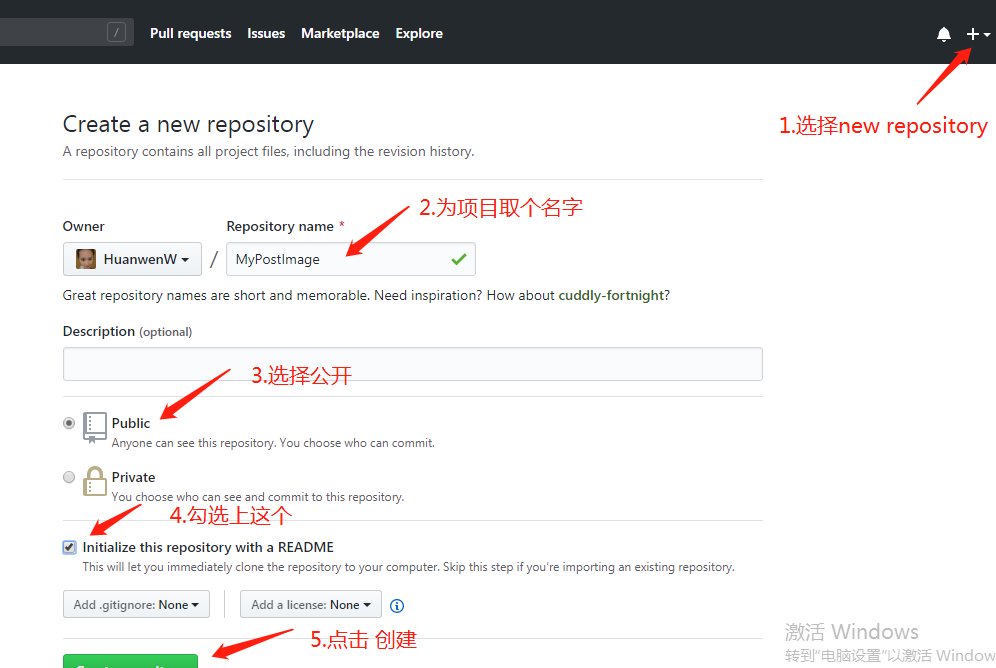 / Pull requests Issues Marketplace Explore
1.选择new repository
Create a new repository
A repository contains all project files, including the revision history.
2.为项目取个名字
Owner Repository name *
HuanwenW / MyPostImage
Great repository names are short and memorable. Need inspiration? How about cuddly-fortnight?
Description (optional)
3.选择公开
Public
Anyone can see this repository. You choose who can commit.
Private
You choose who can see and commit to this repository.
4.勾选上这个
Initialize this repository with a README
This will let you immediately clone the repository to your computer. Skip this step if you're importing an existing repository.
Add .gitignore: None Add a license: None
5.点击 创建
激活 Windows
转到"电脑设置"以激活 Window